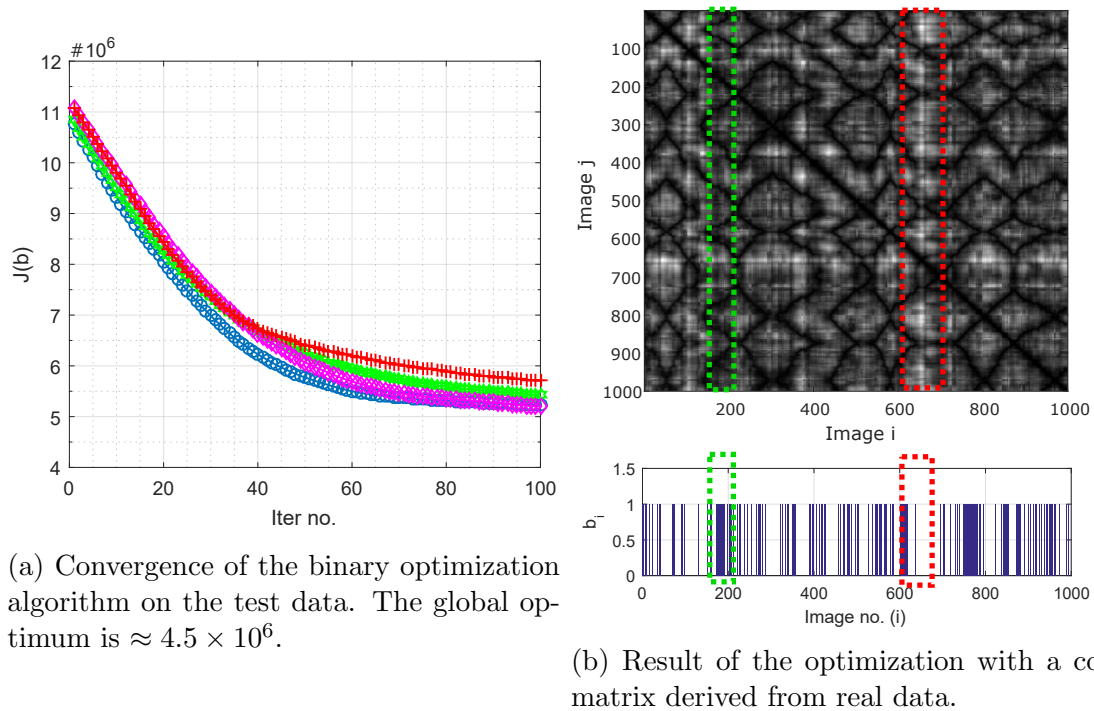 #10^6
12
11
10
9
8
7
6
5
4
J(b)
0 20 40 60 80 100
Iter no.
(a) Convergence of the binary optimization
algorithm on the test data. The global op-
timum is ≈ 4.5 × 10^6.
100
200
300
400
500
600
700
800
900
1000
Image j
200 400 600 800 1000
Image i
1.5
1
0.5
0
b_i
0 200 400 600 800 1000
Image no. (i)
(b) Result of the optimization with a co
matrix derived from real data.